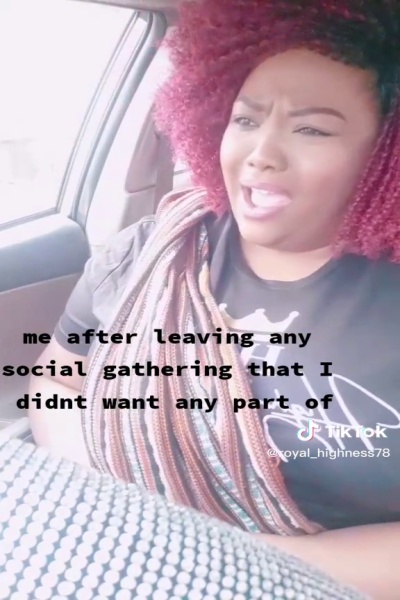 me after leaving any
social gathering that I
didnt want any part of
TikTok
@royal_highness78